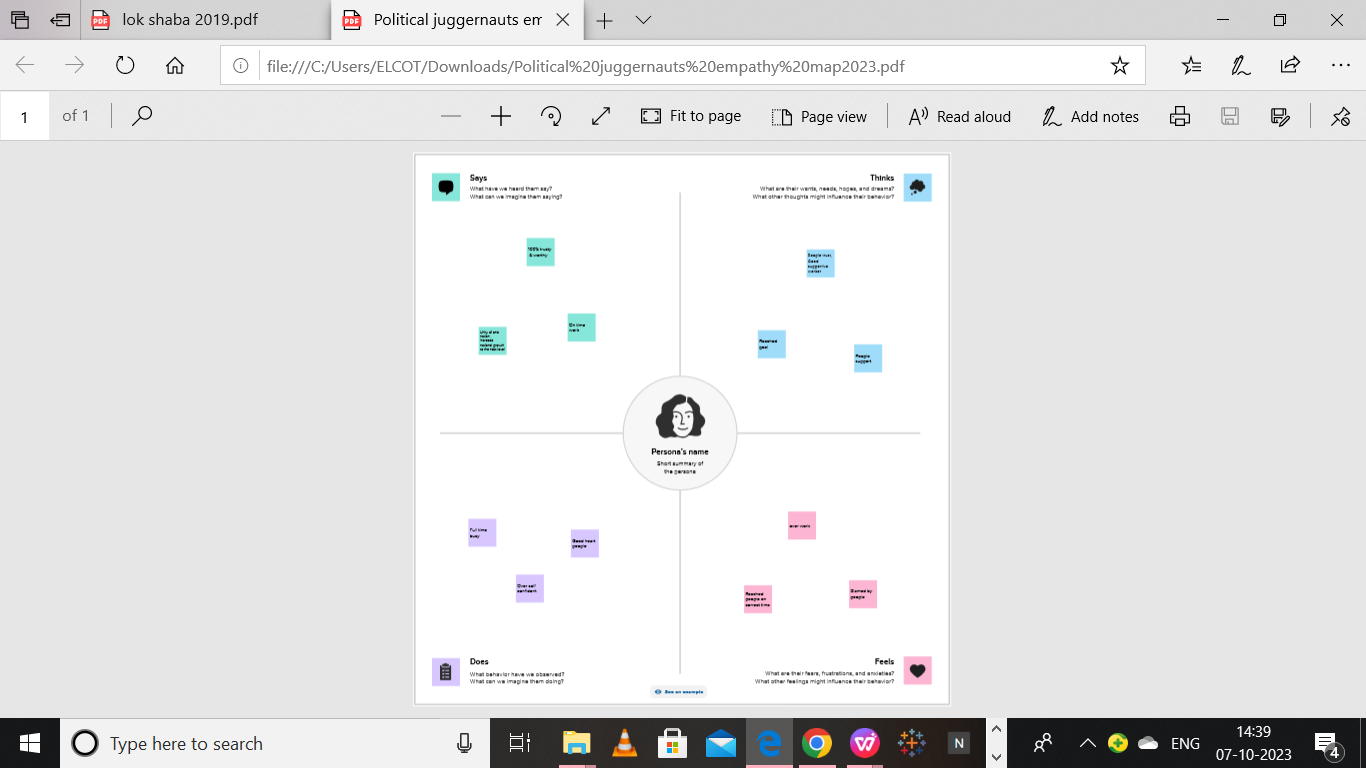 lok shaba 2019.pdf
Political juggernauts em
file:///C:/Users/ELCOT/Downloads/Political%20juggernauts%20empathy%20map2023.pdf
1
of 1
Fit to page
Page view
Read aloud
Add notes
Says
What have we heard them say?
What can we imagine them saying?
Thinks
What are their wants, needs, hopes, and dreams?
What other thoughts might influence their behavior?
100% trusty
& worthy
People trust,
Good
suggestive
worker
On time
work
Reached
goal
People
support
Persona's name
Short summary of
the persona
Full time
busy
Good heart
people
Over self
confident
over work
Reached
people on
correct time
Blamed by
people
Does
What behavior have we observed?
What can we imagine them doing?
Feels
What are their fears, frustrations, and anxieties?
What other feelings might influence their behavior?
See an example
Type here to search
N
ENG
14:39
07-10-2023
4